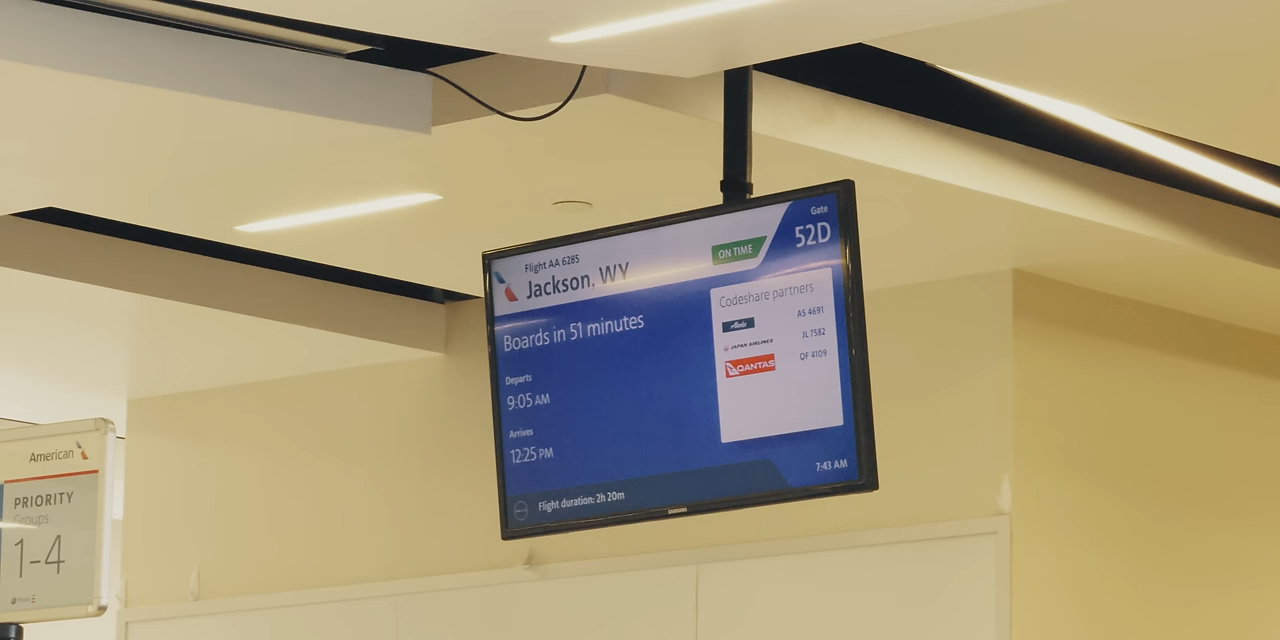 Flight AA 6285
Jackson, WY
ON TIME
Gate
52D
Boards in 51 minutes
Departs
9:05 AM
Arrives
12:25 PM
Flight duration: 2h 20m
Codeshare partners
Alaska AS 4691
JAPAN AIRLINES JL 7582
QANTAS QF 4109
7:43 AM
SAMSUNG
American
PRIORITY
Groups
1-4